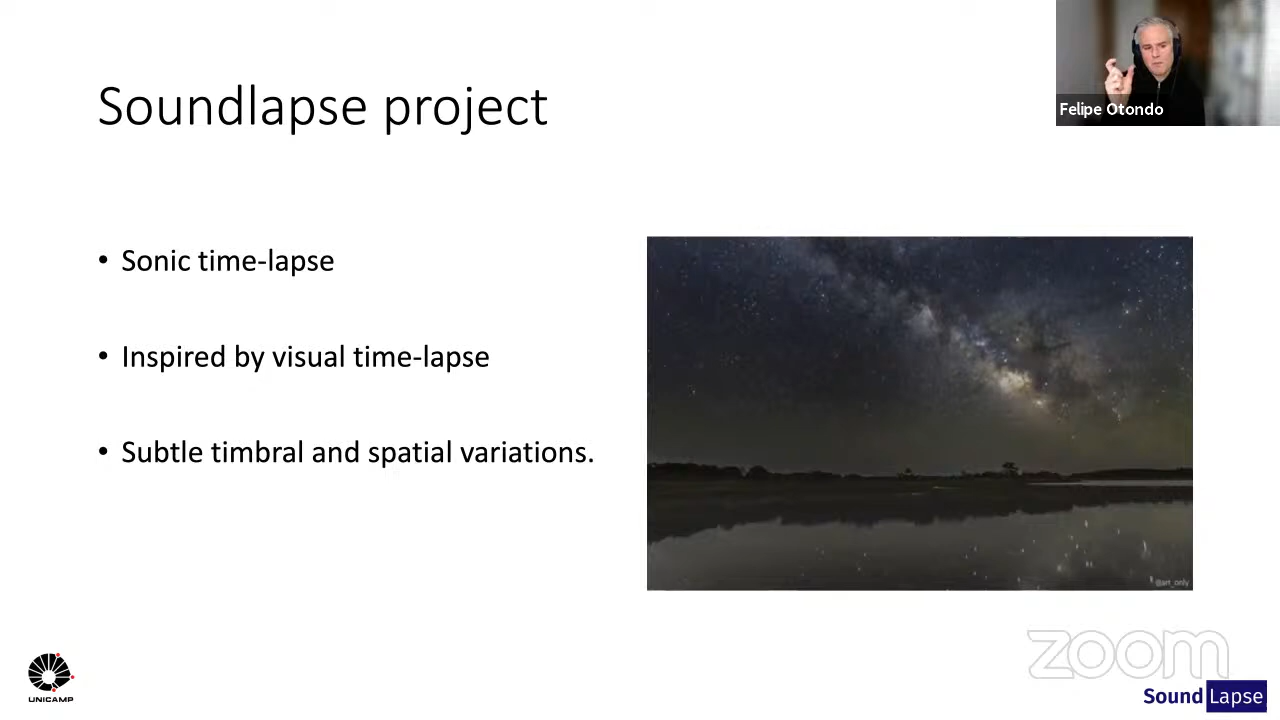 Soundlapse project
Felipe Otondo
• Sonic time-lapse
• Inspired by visual time-lapse
• Subtle timbral and spatial variations.
@art_only
zoom
UNICAMP
Sound Lapse